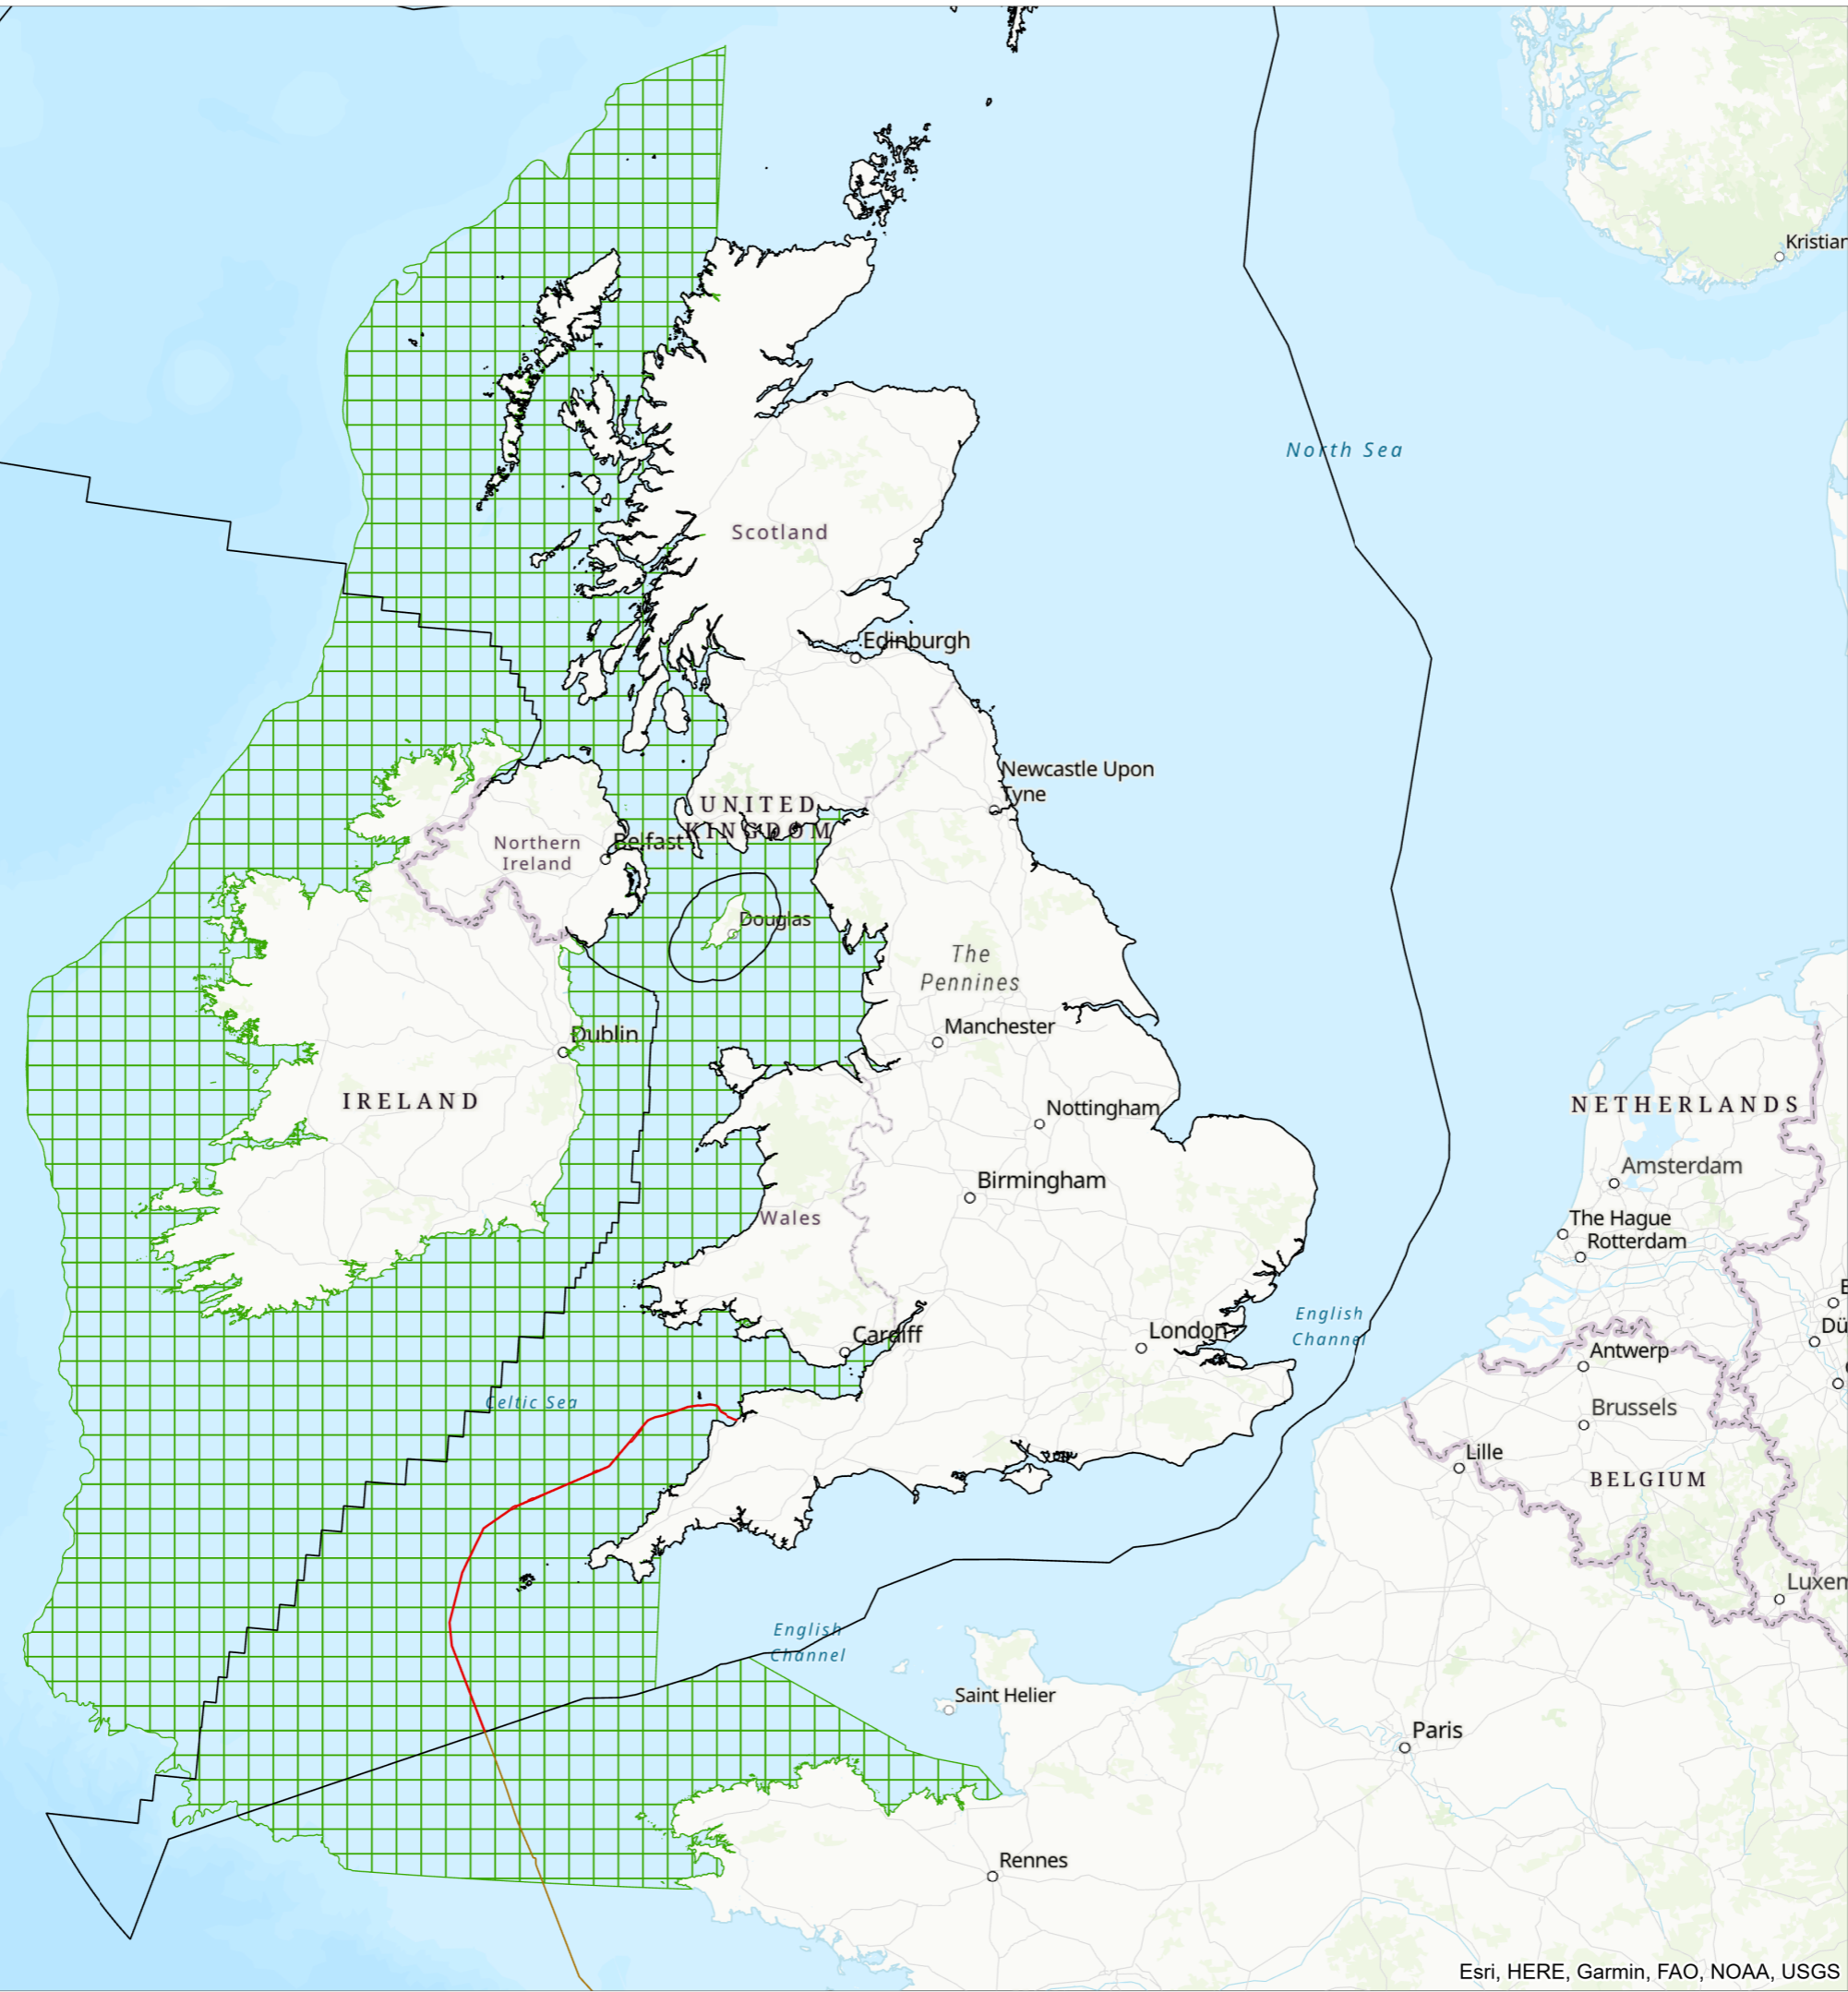 Kristian
North Sea
Scotland
Edinburgh
Newcastle Upon
Tyne
UNITED
KINGDOM
Northern
Ireland
Belfast
Douglas
The
Pennines
Dublin
Manchester
IRELAND
Nottingham
NETHERLANDS
Amsterdam
Birmingham
Wales
The Hague
Rotterdam
E
Dü
English
Channel
Cardiff
London
Antwerp
Celtic Sea
Brussels
Lille
BELGIUM
Luxem
English
Channel
Saint Helier
Paris
Rennes
Esri, HERE, Garmin, FAO, NOAA, USGS